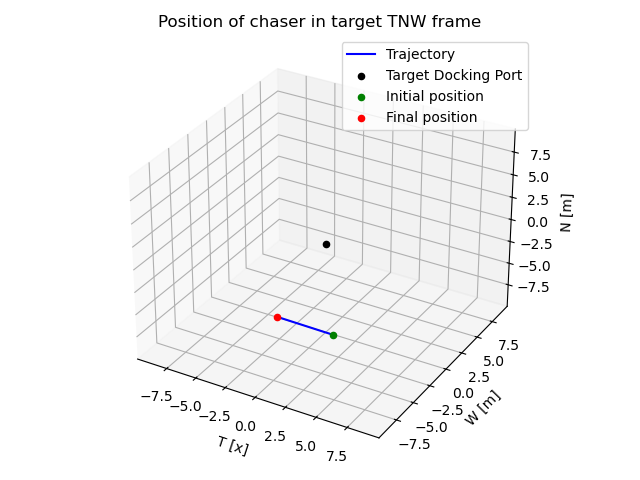 Position of chaser in target TNW frame
Trajectory
Target Docking Port
Initial position
Final position
7.5
5.0
2.5
0.0
−2.5
−5.0
−7.5
N [m]
7.5
5.0
2.5
0.0
−2.5
−5.0
−7.5
W [m]
−7.5
−5.0
−2.5
0.0
2.5
5.0
7.5
T [x]